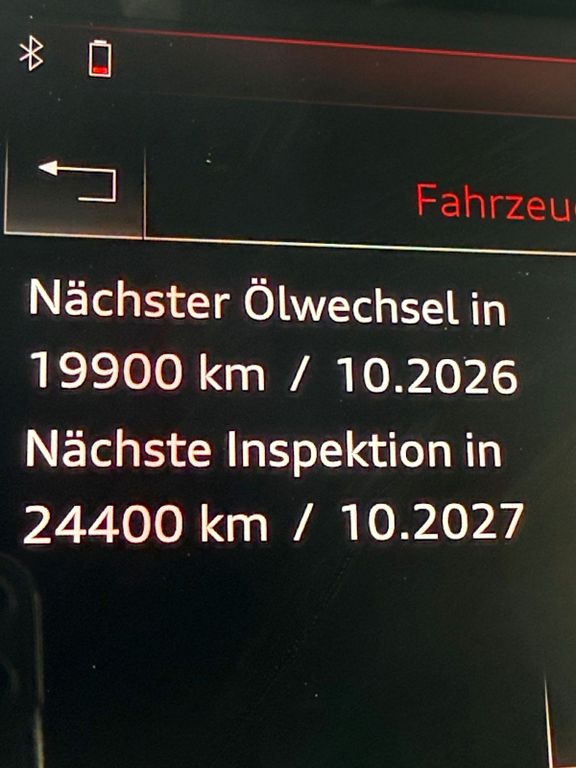 Fahrzeu
Nächster Ölwechsel in
19900 km / 10.2026
Nächste Inspektion in
24400 km / 10.2027